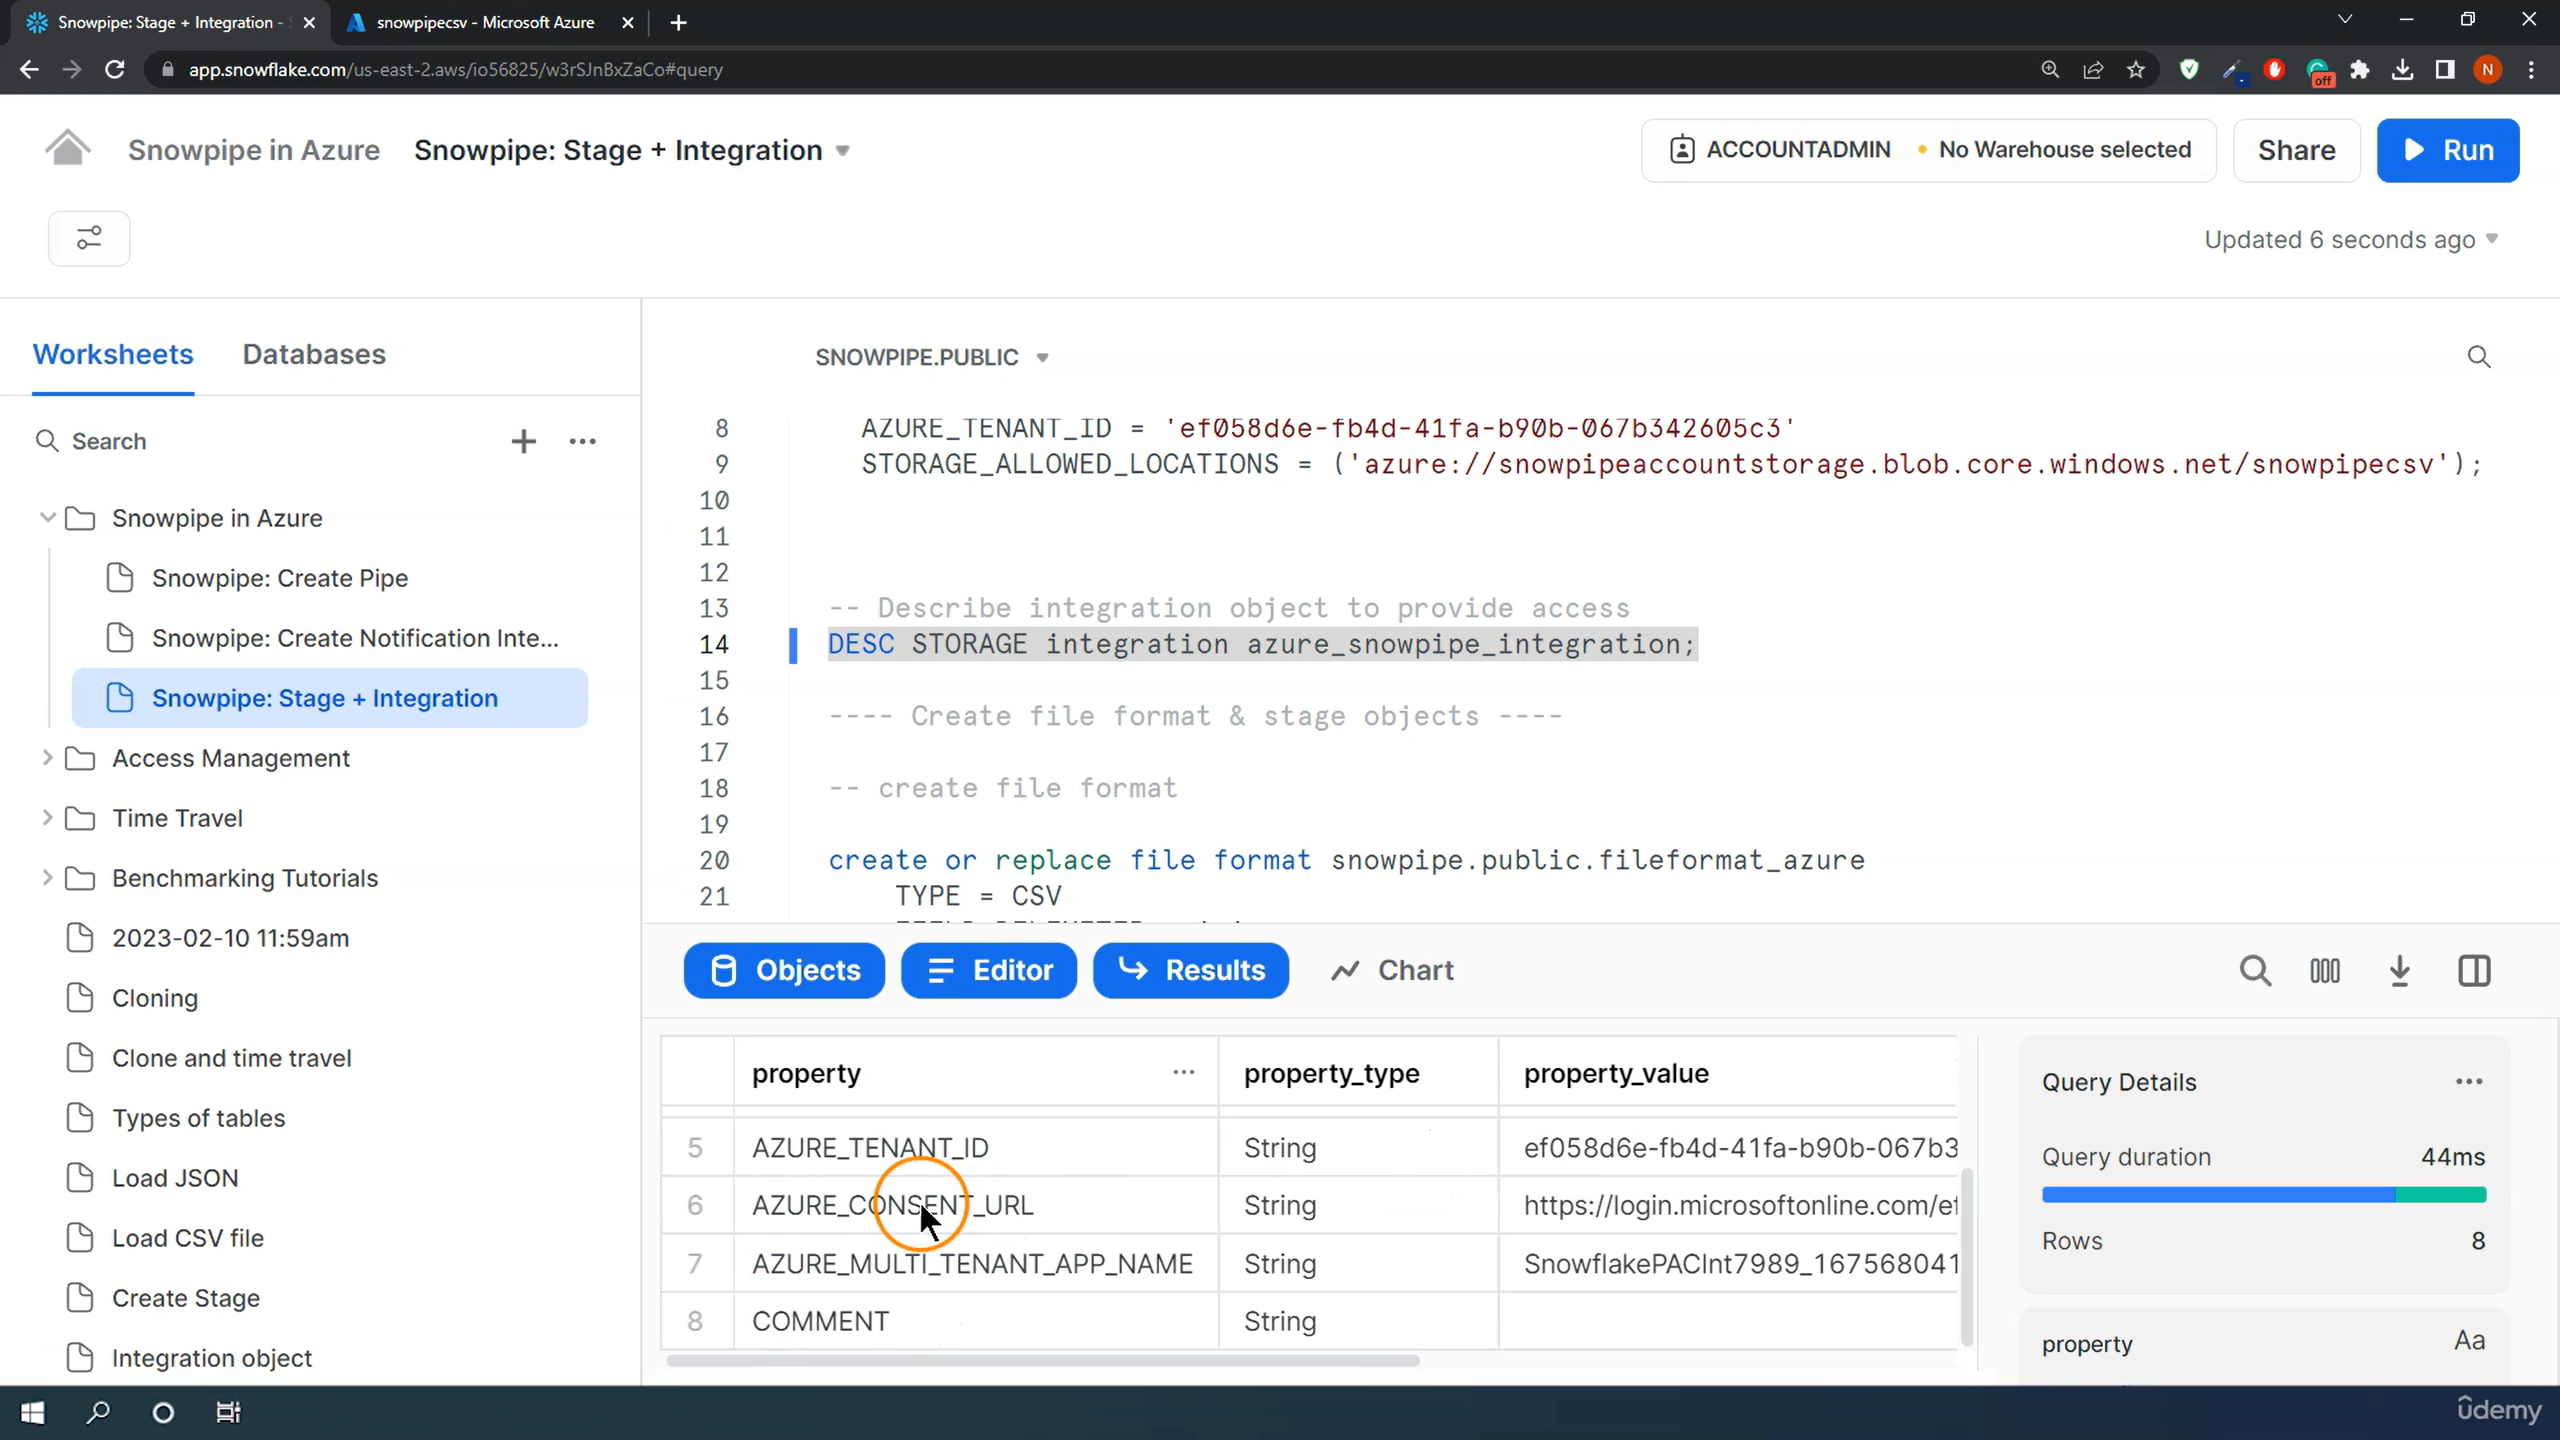 Snowpipe: Stage + Integration - S
snowpipecsv - Microsoft Azure
app.snowflake.com/us-east-2.aws/io56825/w3rSJnBxZaCo#query
off
N
Snowpipe in Azure
Snowpipe: Stage + Integration
ACCOUNTADMIN
No Warehouse selected
Share
Run
Updated 6 seconds ago
Worksheets
Databases
Search
Snowpipe in Azure
Snowpipe: Create Pipe
Snowpipe: Create Notification Inte...
Snowpipe: Stage + Integration
Access Management
Time Travel
Benchmarking Tutorials
2023-02-10 11:59am
Cloning
Clone and time travel
Types of tables
Load JSON
Load CSV file
Create Stage
Integration object
SNOWPIPE.PUBLIC
8 AZURE_TENANT_ID = 'ef058d6e-fb4d-41fa-b90b-067b342605c3'
9 STORAGE_ALLOWED_LOCATIONS = ('azure://snowpipeaccountstorage.blob.core.windows.net/snowpipecsv');
10
11
12
13 -- Describe integration object to provide access
14 DESC STORAGE integration azure_snowpipe_integration;
15
16 ---- Create file format & stage objects ----
17
18 -- create file format
19
20 create or replace file format snowpipe.public.fileformat_azure
21 TYPE = CSV
Objects
Editor
Results
Chart
property property_type property_value
5 AZURE_TENANT_ID String ef058d6e-fb4d-41fa-b90b-067b3
6 AZURE_CONSENT_URL String https://login.microsoftonline.com/ef
7 AZURE_MULTI_TENANT_APP_NAME String SnowflakePACInt7989_167568041
8 COMMENT String
Query Details
Query duration 44ms
Rows 8
property Aa
ûdemy